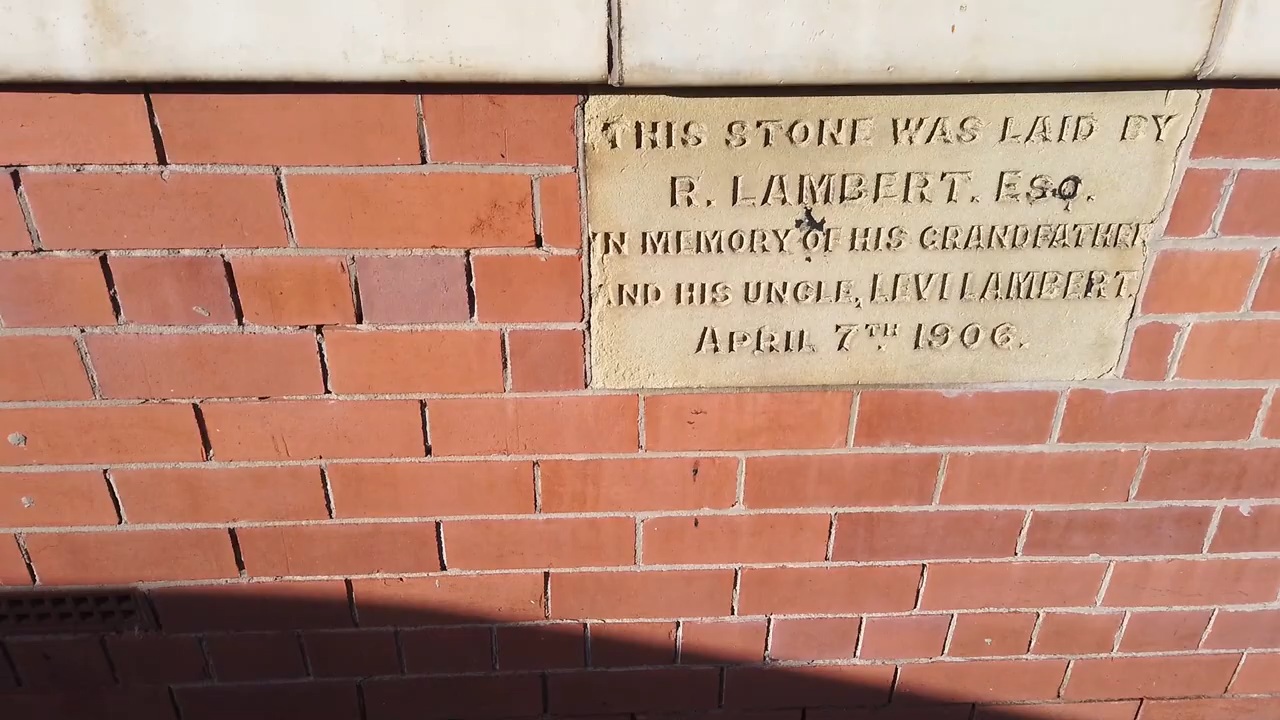 THIS STONE WAS LAID BY
R. LAMBERT. ESQ.
IN MEMORY OF HIS GRANDFATHER
AND HIS UNCLE, LEVI LAMBERT.
APRIL 7TH 1906.